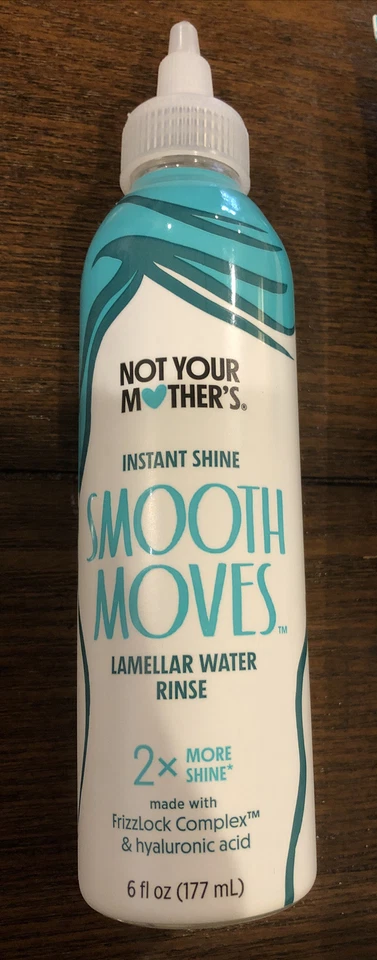 NOT YOUR
MOTHER'S®
INSTANT SHINE
SMOOTH
MOVES™
LAMELLAR WATER
RINSE
2× MORE
SHINE*
made with
FrizzLock Complex™
& hyaluronic acid
6 fl oz (177 mL)